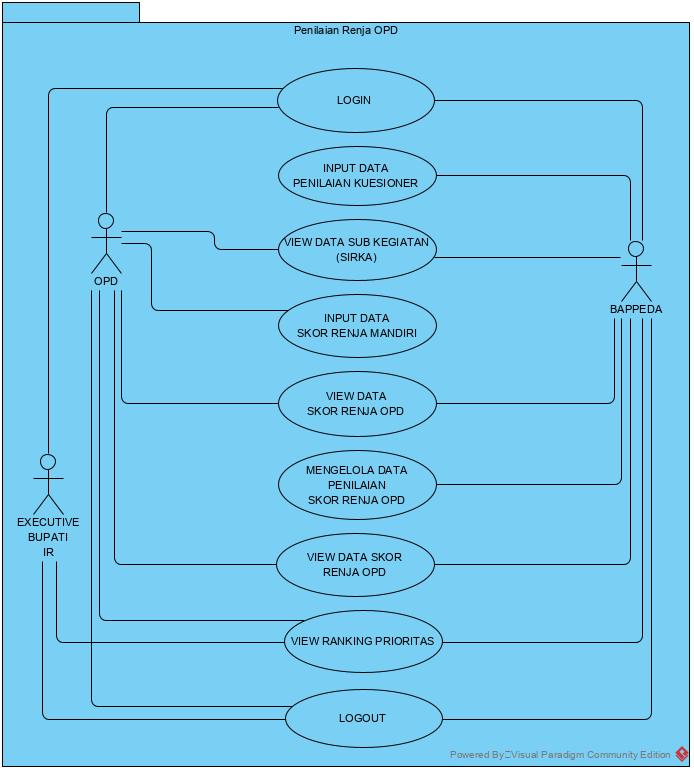 Penilaian Renja OPD
LOGIN
INPUT DATA
PENILAIAN KUESIONER
VIEW DATA SUB KEGIATAN
(SIRKA)
OPD
BAPPEDA
INPUT DATA
SKOR RENJA MANDIRI
VIEW DATA
SKOR RENJA OPD
MENGELOLA DATA
PENILAIAN
SKOR RENJA OPD
EXECUTIVE
BUPATI
IR
VIEW DATA SKOR
RENJA OPD
VIEW RANKING PRIORITAS
LOGOUT
Powered By Visual Paradigm Community Edition